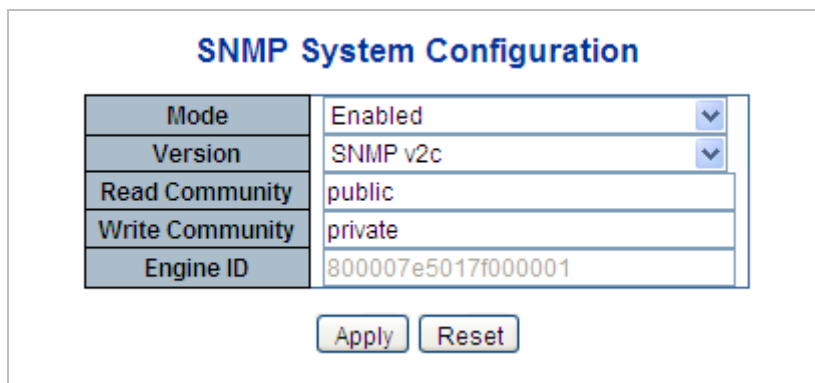 SNMP System Configuration
Mode Enabled
Version SNMP v2c
Read Community public
Write Community private
Engine ID 800007e5017f000001
Apply Reset